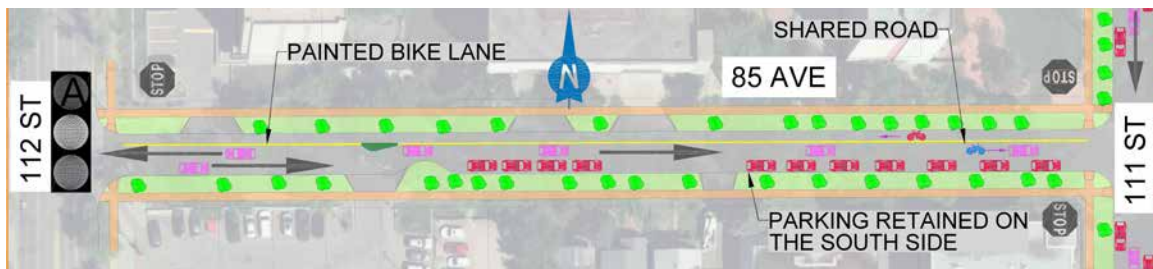 PAINTED BIKE LANE
SHARED ROAD
85 AVE
N
STOP
STOP
112 ST
A
111 ST
PARKING RETAINED ON
THE SOUTH SIDE
STOP